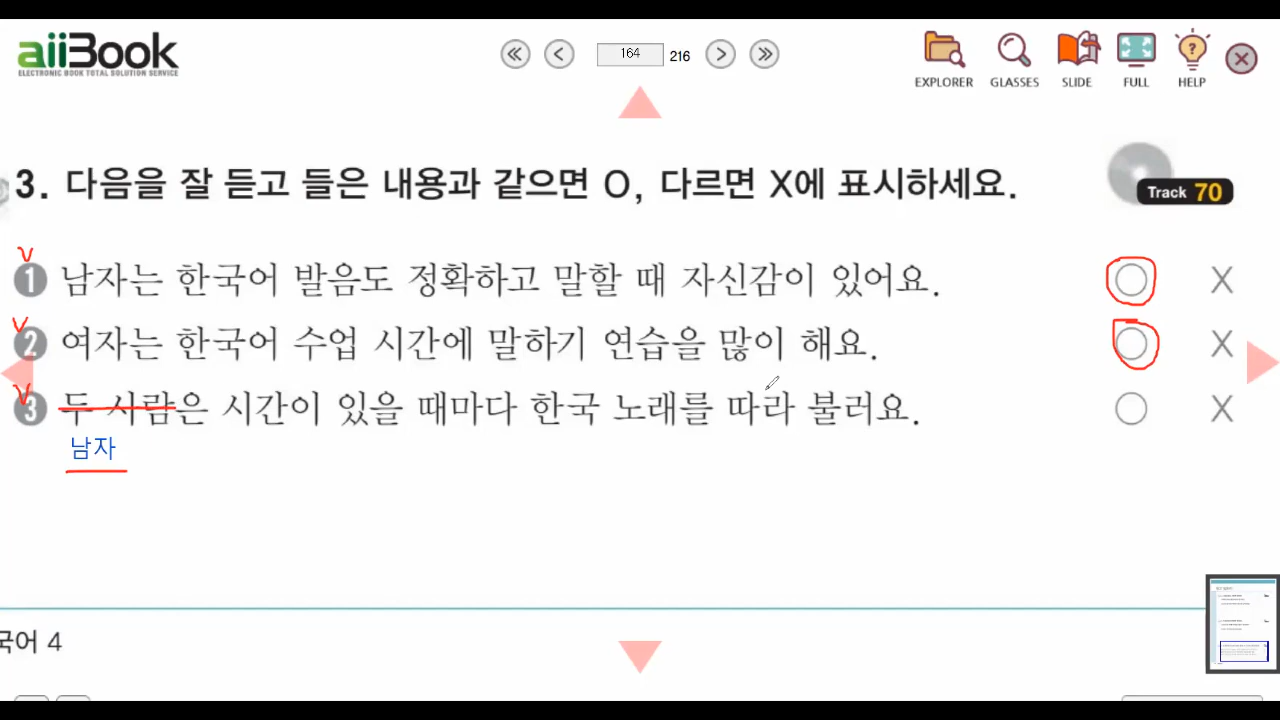 aiiBook
ELECTRONIC BOOK TOTAL SOLUTION SERVICE
164 216
EXPLORER GLASSES SLIDE FULL HELP
3. 다음을 잘 듣고 들은 내용과 같으면 O, 다르면 X에 표시하세요.
Track 70
1 남자는 한국어 발음도 정확하고 말할 때 자신감이 있어요. O X
2 여자는 한국어 수업 시간에 말하기 연습을 많이 해요. O X
3 두 사람은 시간이 있을 때마다 한국 노래를 따라 불러요. O X
남자
국어 4